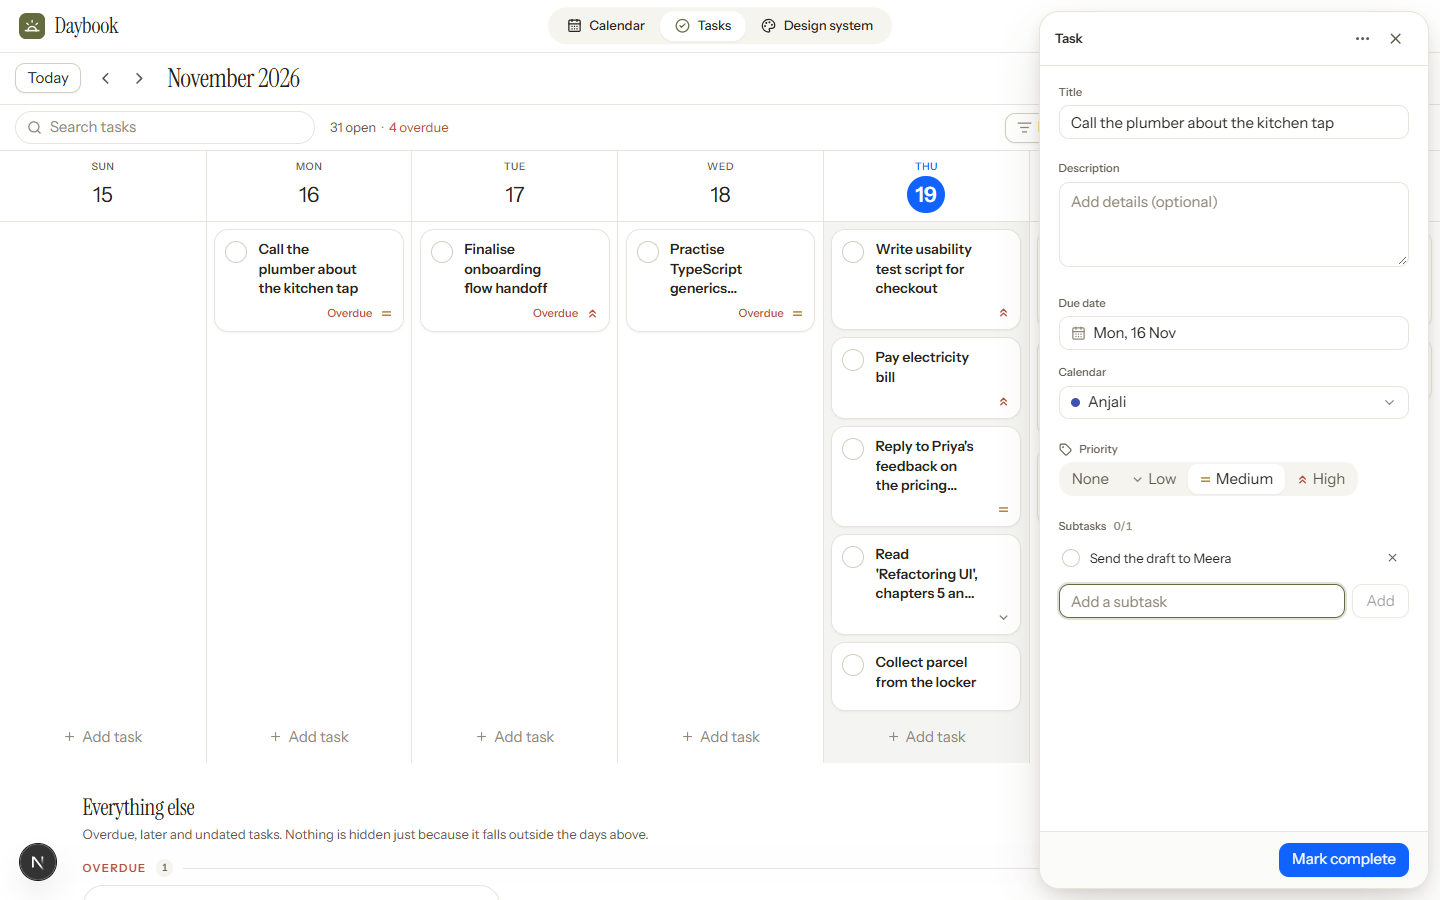 Daybook
Calendar
Tasks
Design system
Today
November 2026
Search tasks
31 open · 4 overdue
SUN
15
MON
16
TUE
17
WED
18
THU
19
Call the
plumber about
the kitchen tap
Overdue
Finalise
onboarding
flow handoff
Overdue
Practise
TypeScript
generics...
Overdue
Write usability
test script for
checkout
Pay electricity
bill
Reply to Priya's
feedback on
the pricing...
Read
'Refactoring UI',
chapters 5 an...
Collect parcel
from the locker
+ Add task
+ Add task
+ Add task
+ Add task
+ Add task
Everything else
Overdue, later and undated tasks. Nothing is hidden just because it falls outside the days above.
OVERDUE 1
N
Task
Title
Call the plumber about the kitchen tap
Description
Add details (optional)
Due date
Mon, 16 Nov
Calendar
Anjali
Priority
None
Low
Medium
High
Subtasks 0/1
Send the draft to Meera
Add a subtask
Add
Mark complete